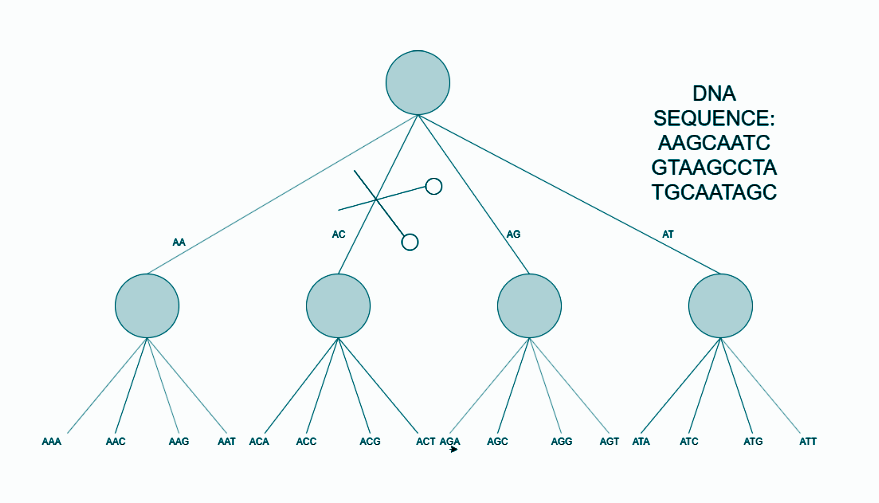 DNA
SEQUENCE:
AAGCAATC
GTAAGCCTA
TGCAATAGC
AA
AC
AG
AT
AAA
AAC
AAG
AAT
ACA
ACC
ACG
ACT
AGA
AGC
AGG
AGT
ATA
ATC
ATG
ATT